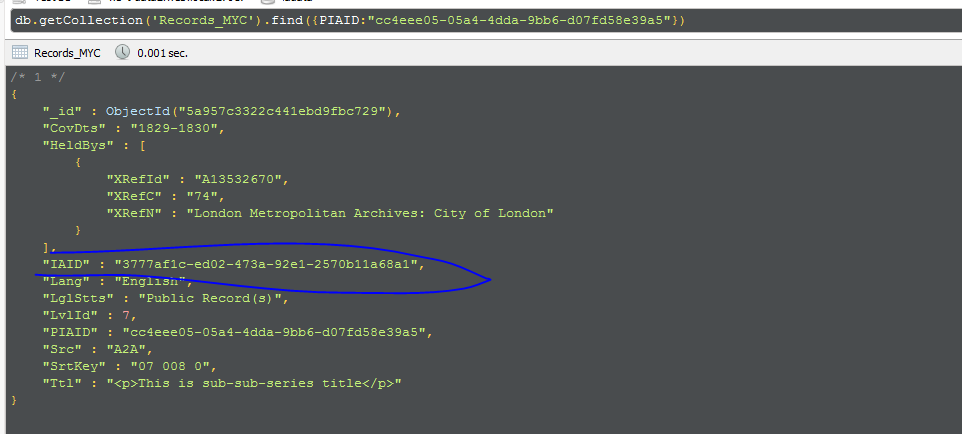 db.getCollection('Records_MYC').find({PIAID:"cc4eee05-05a4-4dda-9bb6-d07fd58e39a5"})
Records_MYC 0.001 sec.
/* 1 */
{
"_id" : ObjectId("5a957c3322c441ebd9fbc729"),
"CovDts" : "1829-1830",
"HeldBys" : [
{
"XRefId" : "A13532670",
"XRefC" : "74",
"XRefN" : "London Metropolitan Archives: City of London"
}
],
"IAID" : "3777af1c-ed02-473a-92e1-2570b11a68a1",
"Lang" : "English",
"LglStts" : "Public Record(s)",
"LvlId" : 7,
"PIAID" : "cc4eee05-05a4-4dda-9bb6-d07fd58e39a5",
"Src" : "A2A",
"SrtKey" : "07 008 0",
"Ttl" : "<p>This is sub-sub-series title</p>"
}